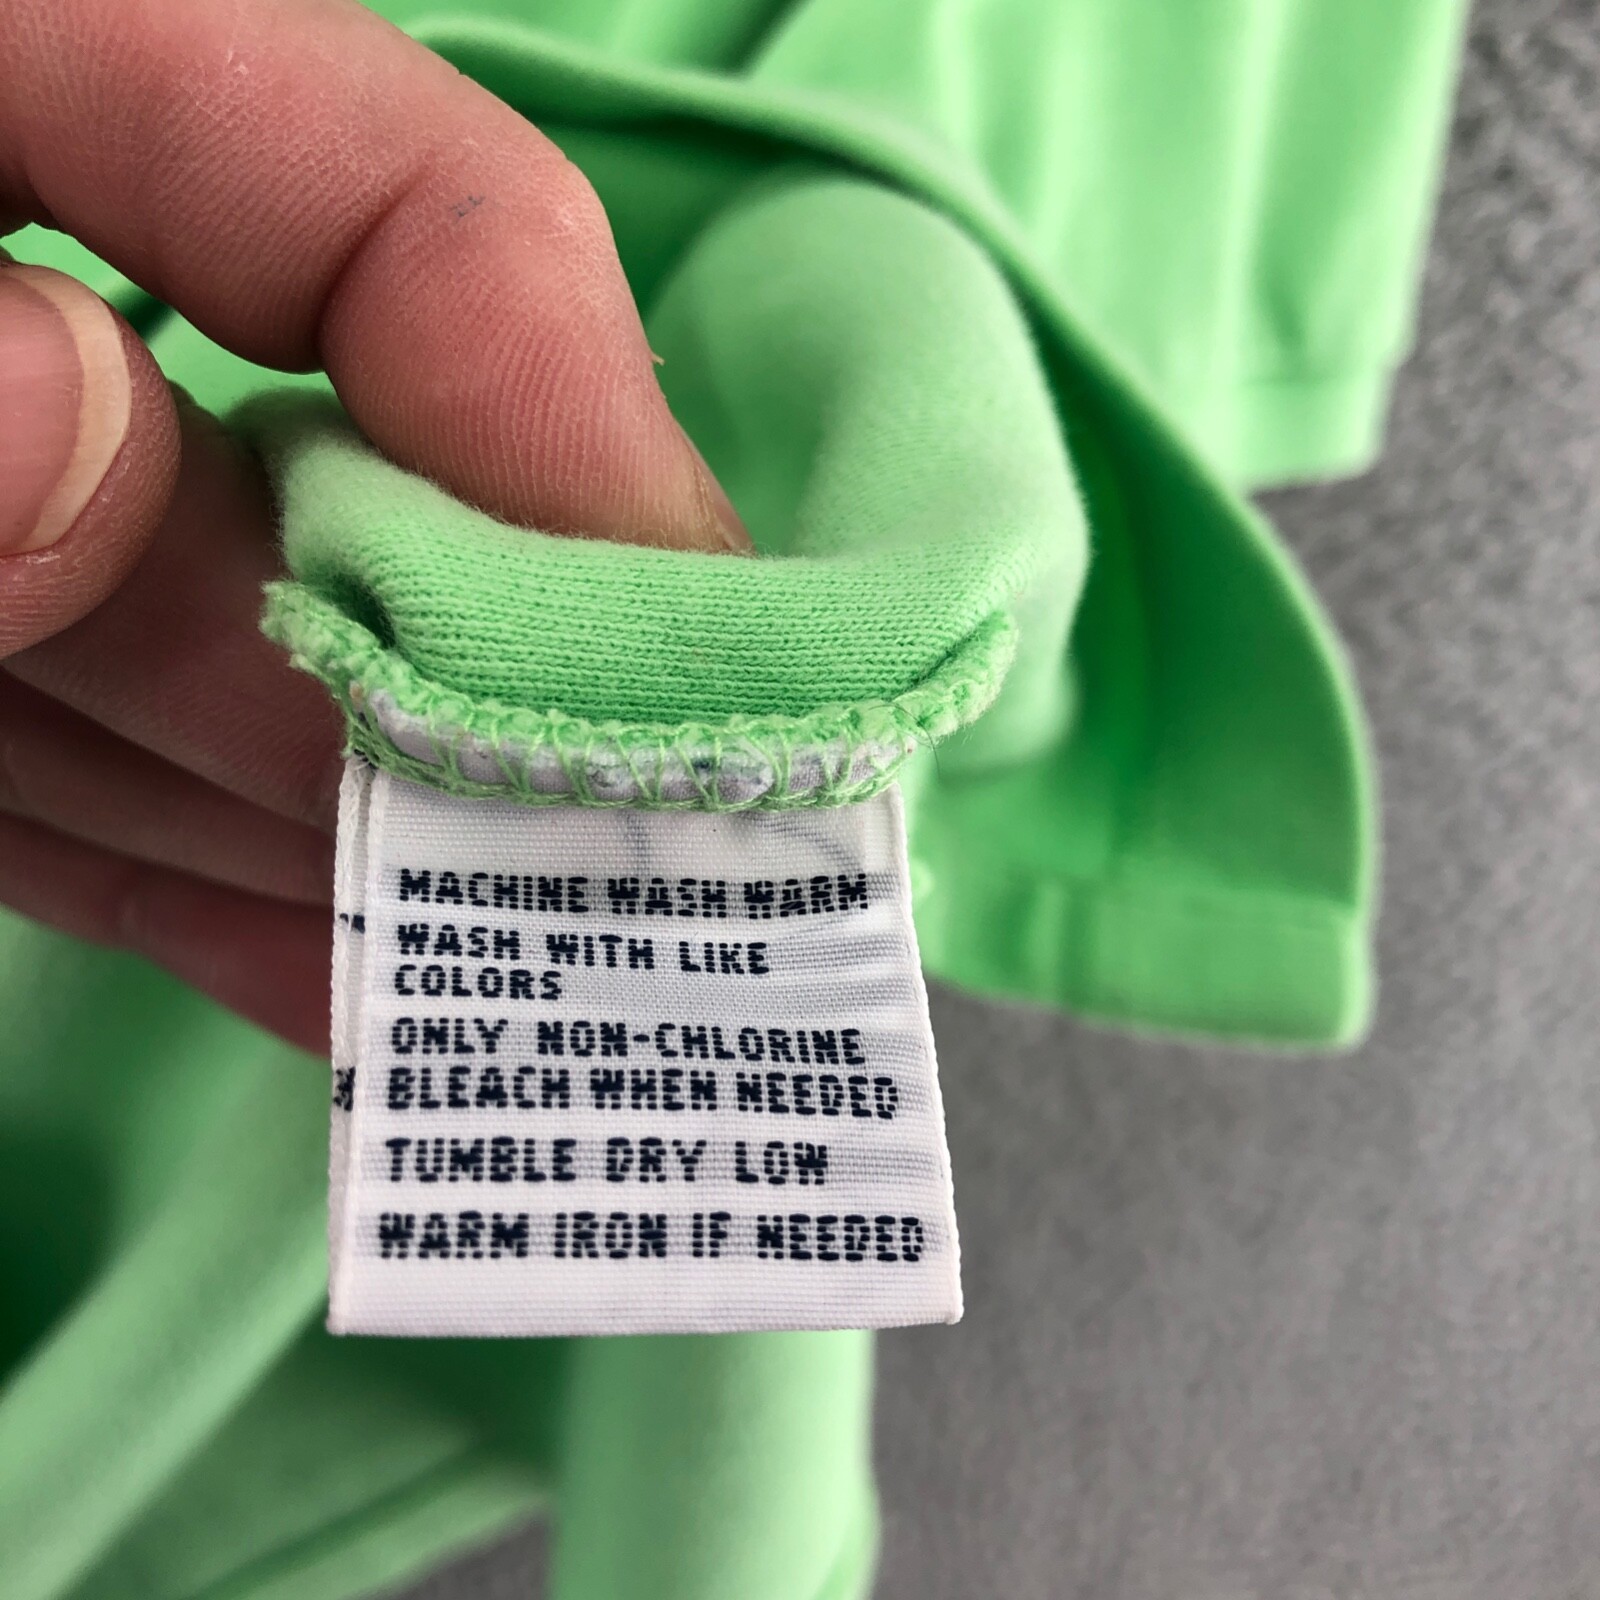 MACHINE WASH WARM
WASH WITH LIKE
COLORS
ONLY NON-CHLORINE
BLEACH WHEN NEEDED
TUMBLE DRY LOW
WARM IRON IF NEEDED